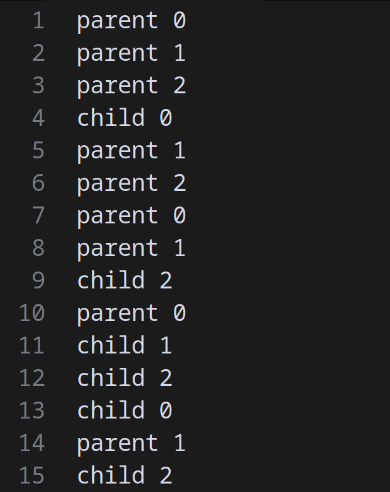 1 parent 0
2 parent 1
3 parent 2
4 child 0
5 parent 1
6 parent 2
7 parent 0
8 parent 1
9 child 2
10 parent 0
11 child 1
12 child 2
13 child 0
14 parent 1
15 child 2